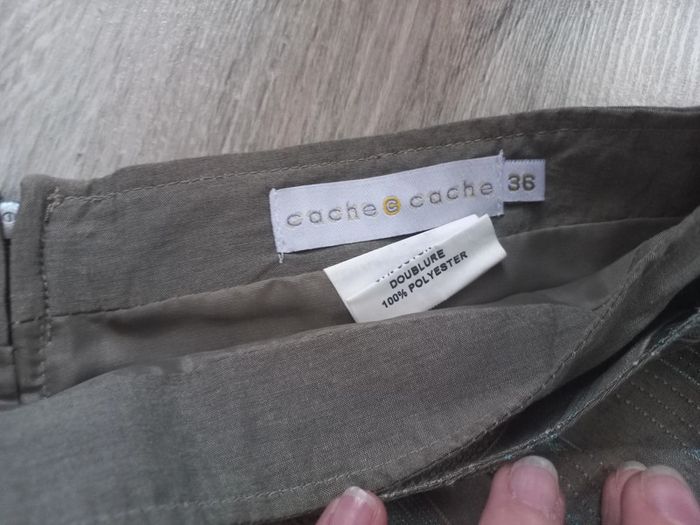 cache c cache
36
DOUBLURE
100% POLYESTER